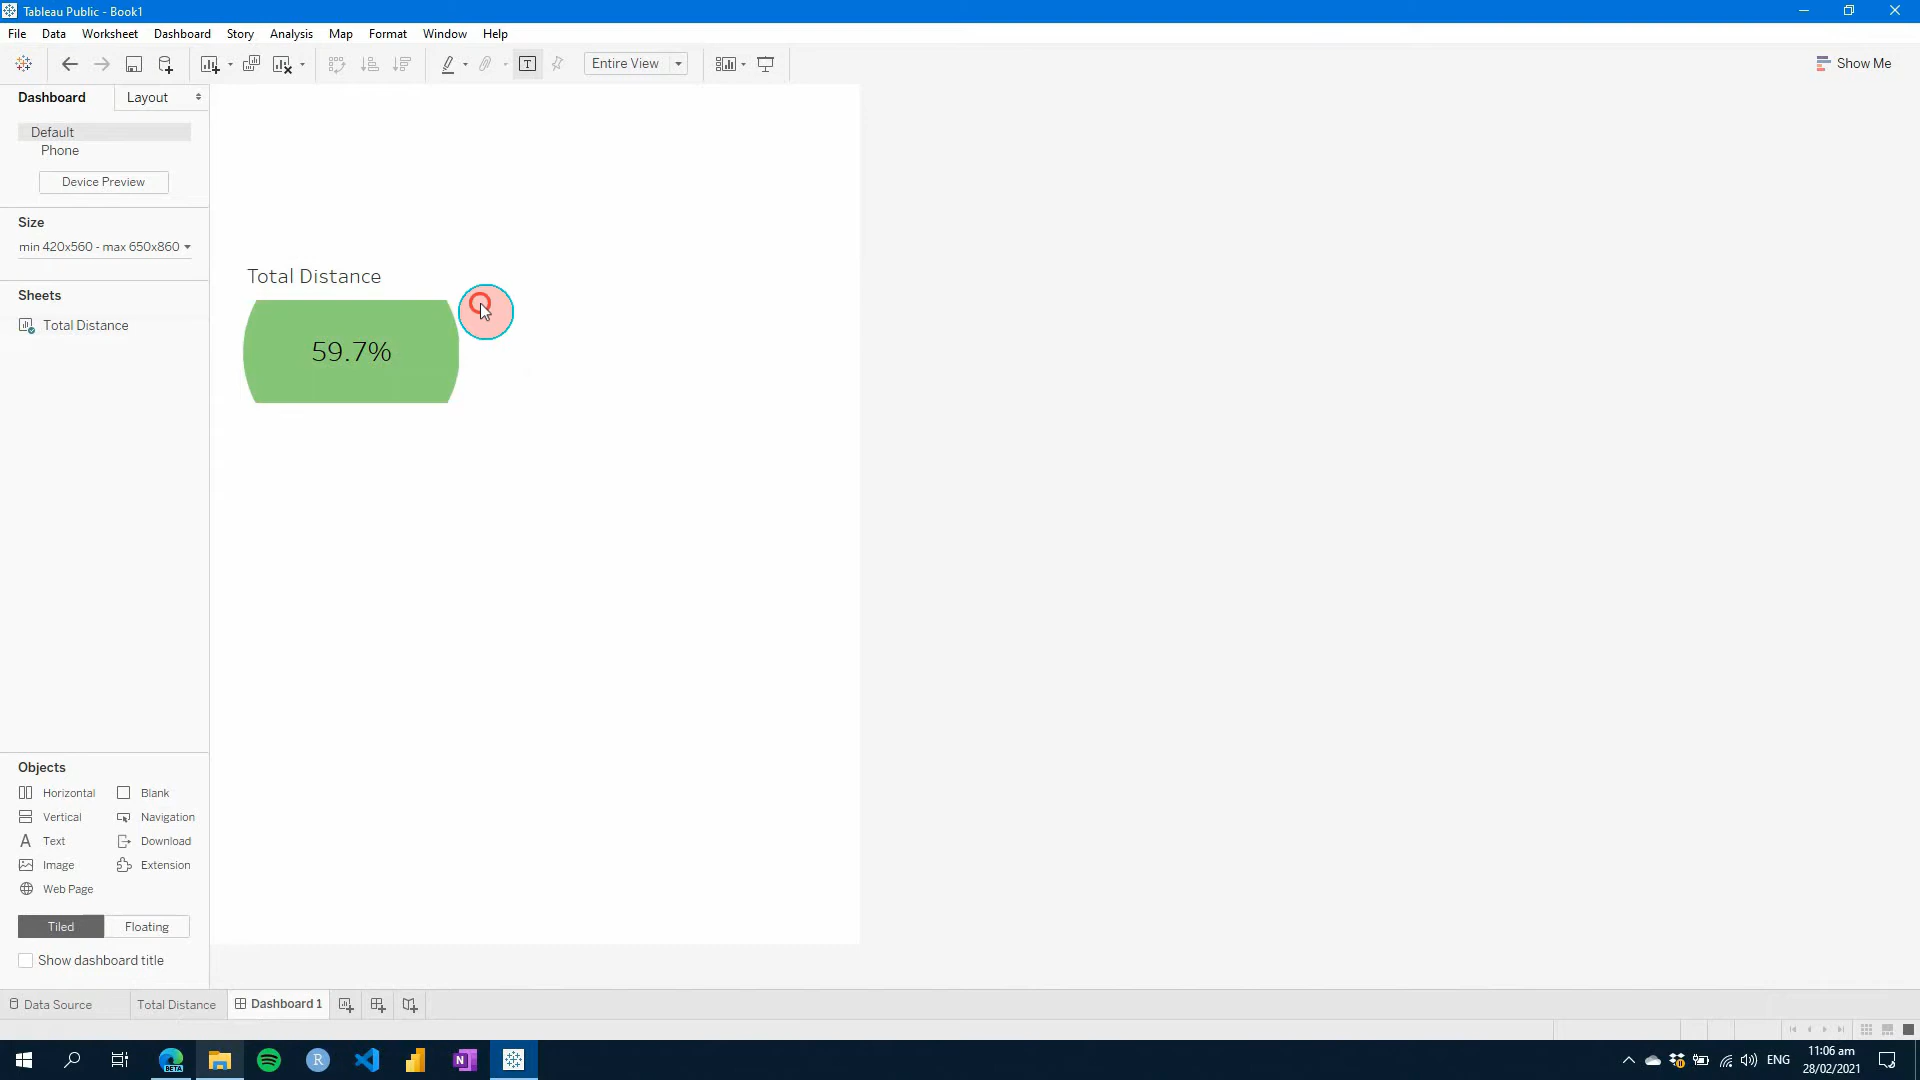 Tableau Public - Book1
File Data Worksheet Dashboard Story Analysis Map Format Window Help
Entire View
Show Me
Dashboard Layout
Default
Phone
Device Preview
Size
min 420x560 - max 650x860
Sheets
Total Distance
Total Distance
59.7%
Objects
Horizontal Blank
Vertical Navigation
Text Download
Image Extension
Web Page
Tiled Floating
Show dashboard title
Data Source Total Distance Dashboard 1
ENG
11:06 am
28/02/2021